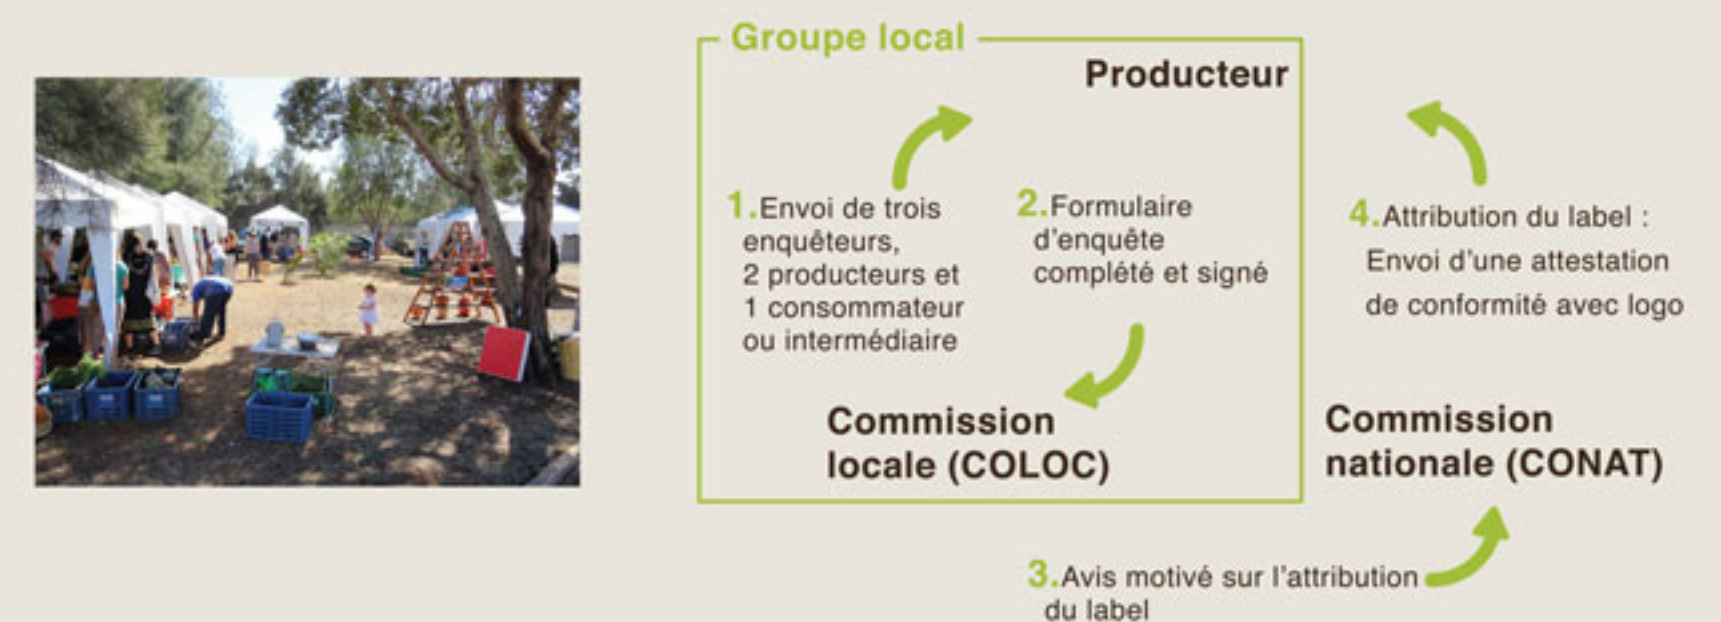 Groupe local
Producteur
1.Envoi de trois
enquêteurs,
2 producteurs et
1 consommateur
ou intermédiaire
2.Formulaire
d'enquête
complété et signé
Commission
locale (COLOC)
4.Attribution du label :
Envoi d'une attestation
de conformité avec logo
Commission
nationale (CONAT)
3.Avis motivé sur l'attribution
du label